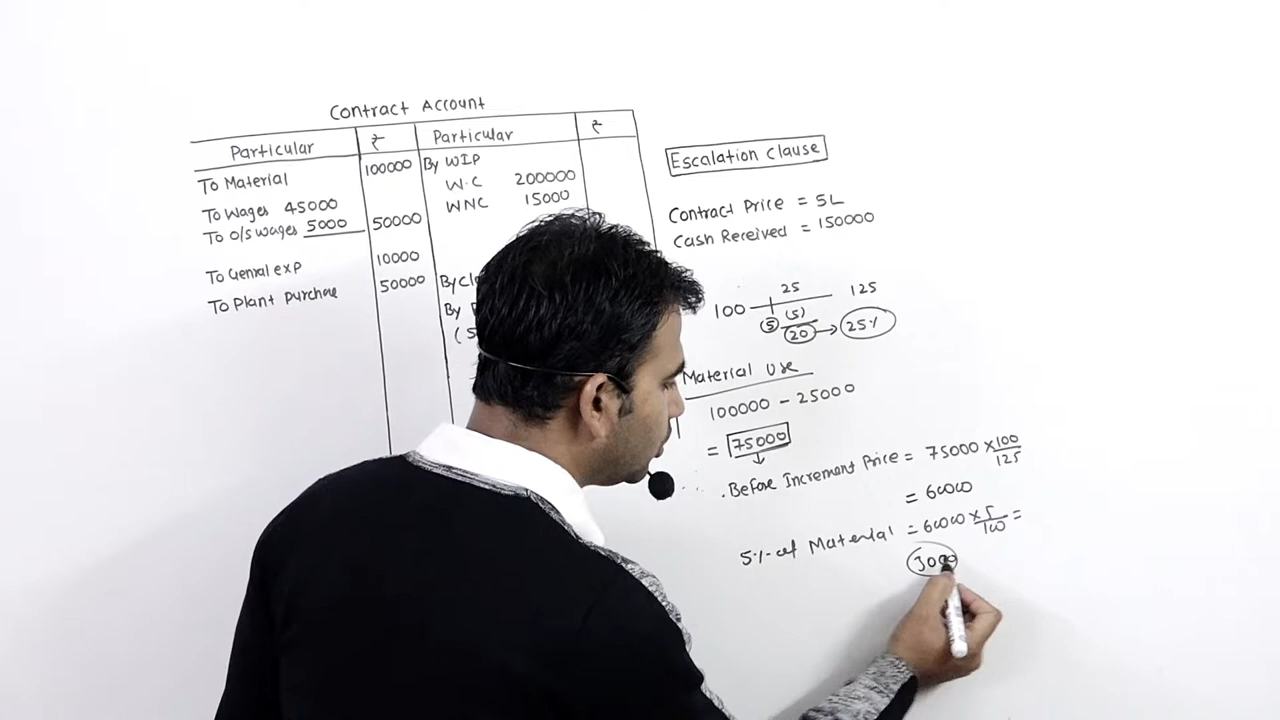 Contract Account
Particular ₹ Particular ₹
To Material 100000 By WIP
W.C 200000
WNC 15000
To Wages 45000
To O/S Wages 5000 50000
To Genral exp 10000
To Plant Purchase 50000
By
(5
Escalation Clause
Contract Price = 5L
Cash Received = 150000
25
100 125
5 (5)
20 → 25%
Material Use
100000 - 25000
= 75000
Before Increment Price = 75000 × 100/125
= 60000
5% of Material = 60000 × 5/100 =
3000